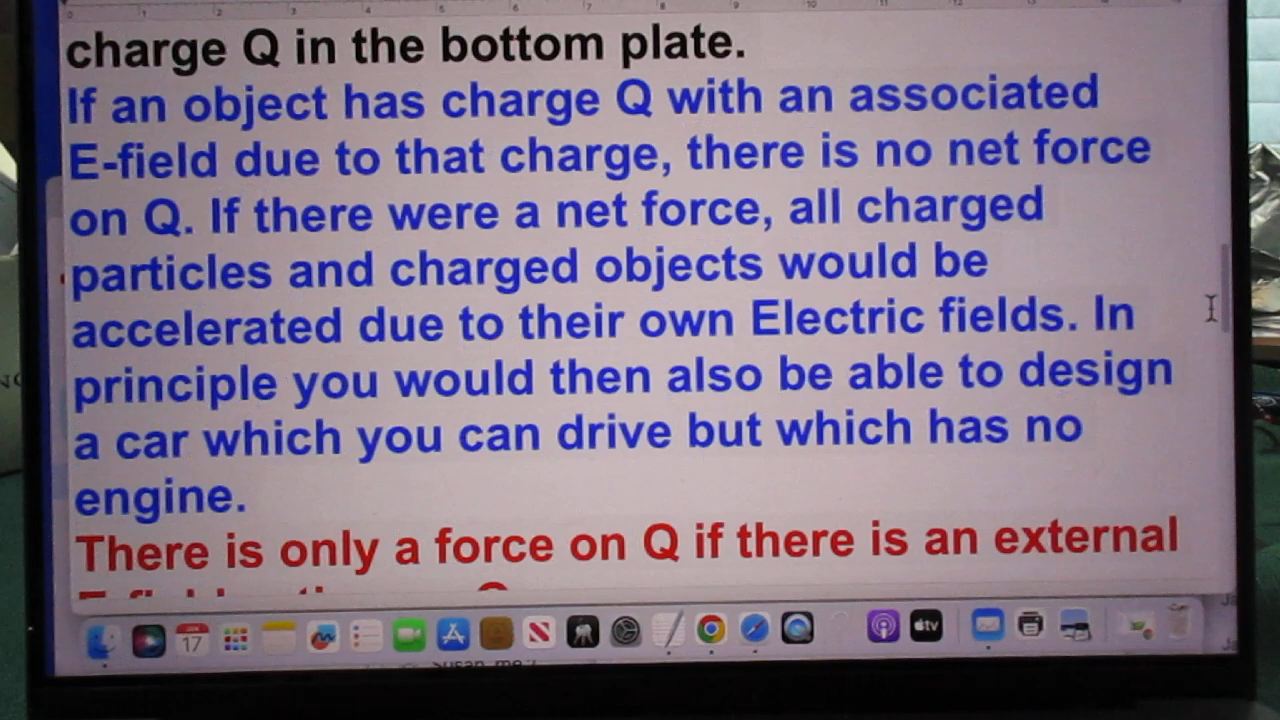 charge Q in the bottom plate.
If an object has charge Q with an associated
E-field due to that charge, there is no net force
on Q. If there were a net force, all charged
particles and charged objects would be
accelerated due to their own Electric fields. In
principle you would then also be able to design
a car which you can drive but which has no
engine.
There is only a force on Q if there is an external
17
tv